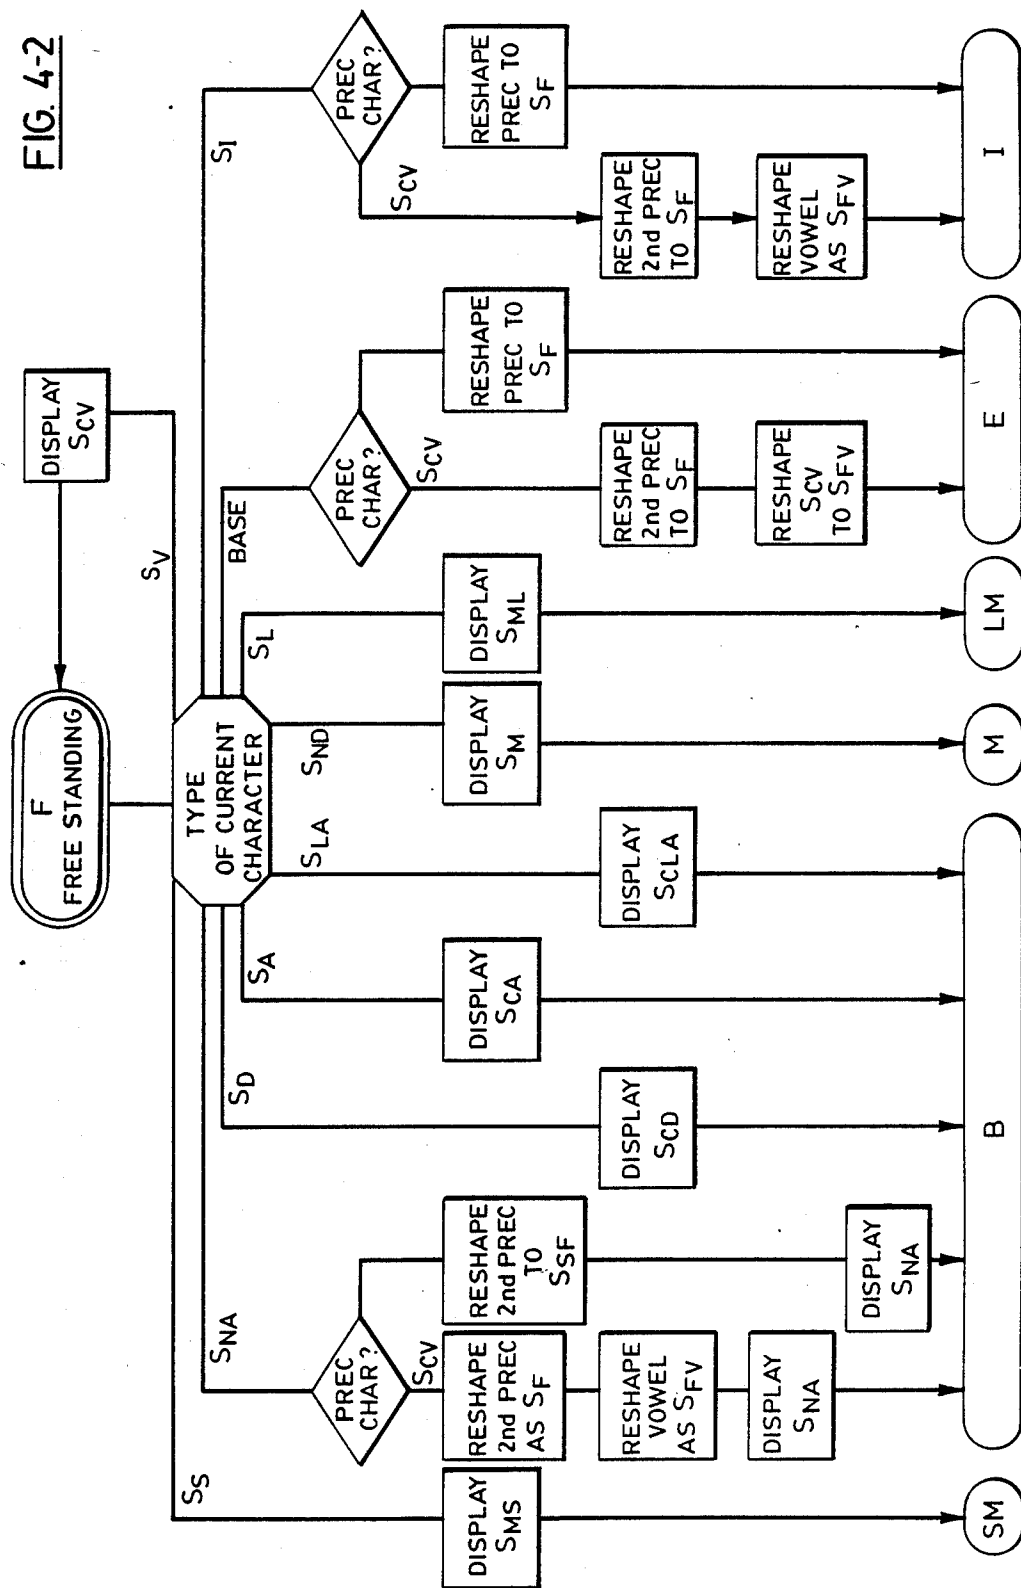 FIG. 4-2
F
FREE STANDING
DISPLAY
SCV
SV
TYPE
OF CURRENT
CHARACTER
SS
SNA
SD
SA
SLA
SND
SL
BASE
SI
DISPLAY
SMS
SM
PREC
CHAR?
SCV
RESHAPE
2nd PREC
AS SF
RESHAPE
VOWEL
AS SFV
DISPLAY
SNA
RESHAPE
2nd PREC
TO
SSF
DISPLAY
SNA
DISPLAY
SCD
DISPLAY
SCA
DISPLAY
SCLA
B
DISPLAY
SM
M
DISPLAY
SML
LM
PREC
CHAR?
SCV
RESHAPE
2nd PREC
TO SF
RESHAPE
SCV
TO SFV
RESHAPE
PREC TO
SF
E
PREC
CHAR?
SCV
RESHAPE
2nd PREC
TO SF
RESHAPE
VOWEL
AS SFV
RESHAPE
PREC TO
SF
I